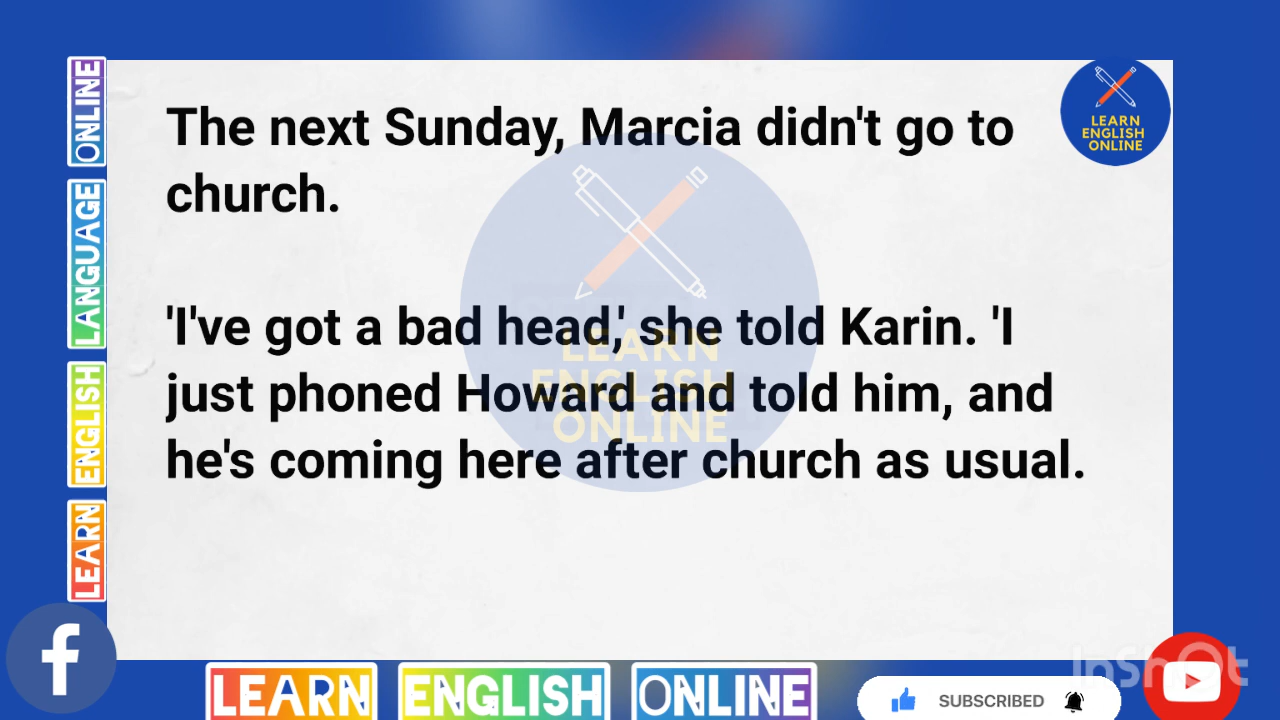 The next Sunday, Marcia didn't go to
church.
'I've got a bad head,' she told Karin. 'I
just phoned Howard and told him, and
he's coming here after church as usual.
LEARN
ENGLISH
ONLINE
LEARN
ENGLISH
ONLINE
LEARN ENGLISH LANGUAGE ONLINE
f
LEARN ENGLISH ONLINE
SUBSCRIBED
InShOt